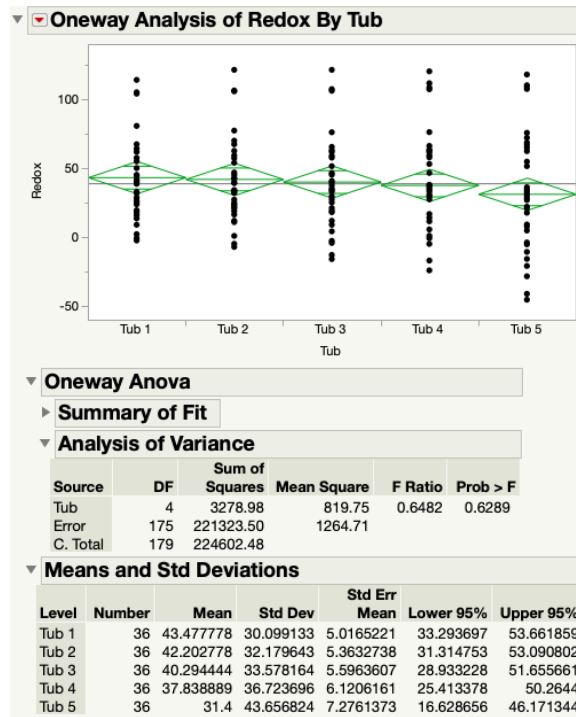 Oneway Analysis of Redox By Tub
100
50
0
-50
Redox
Tub 1 Tub 2 Tub 3 Tub 4 Tub 5
Tub
Oneway Anova
Summary of Fit
Analysis of Variance
Sum of
Source DF Squares Mean Square F Ratio Prob > F
Tub 4 3278.98 819.75 0.6482 0.6289
Error 175 221323.50 1264.71
C. Total 179 224602.48
Means and Std Deviations
Std Err
Level Number Mean Std Dev Mean Lower 95% Upper 95%
Tub 1 36 43.477778 30.099133 5.0165221 33.293697 53.661859
Tub 2 36 42.202778 32.179643 5.3632738 31.314753 53.090802
Tub 3 36 40.294444 33.578164 5.5963607 28.933228 51.655661
Tub 4 36 37.838889 36.723696 6.1206161 25.413378 50.2644
Tub 5 36 31.4 43.656824 7.2761373 16.628656 46.171344